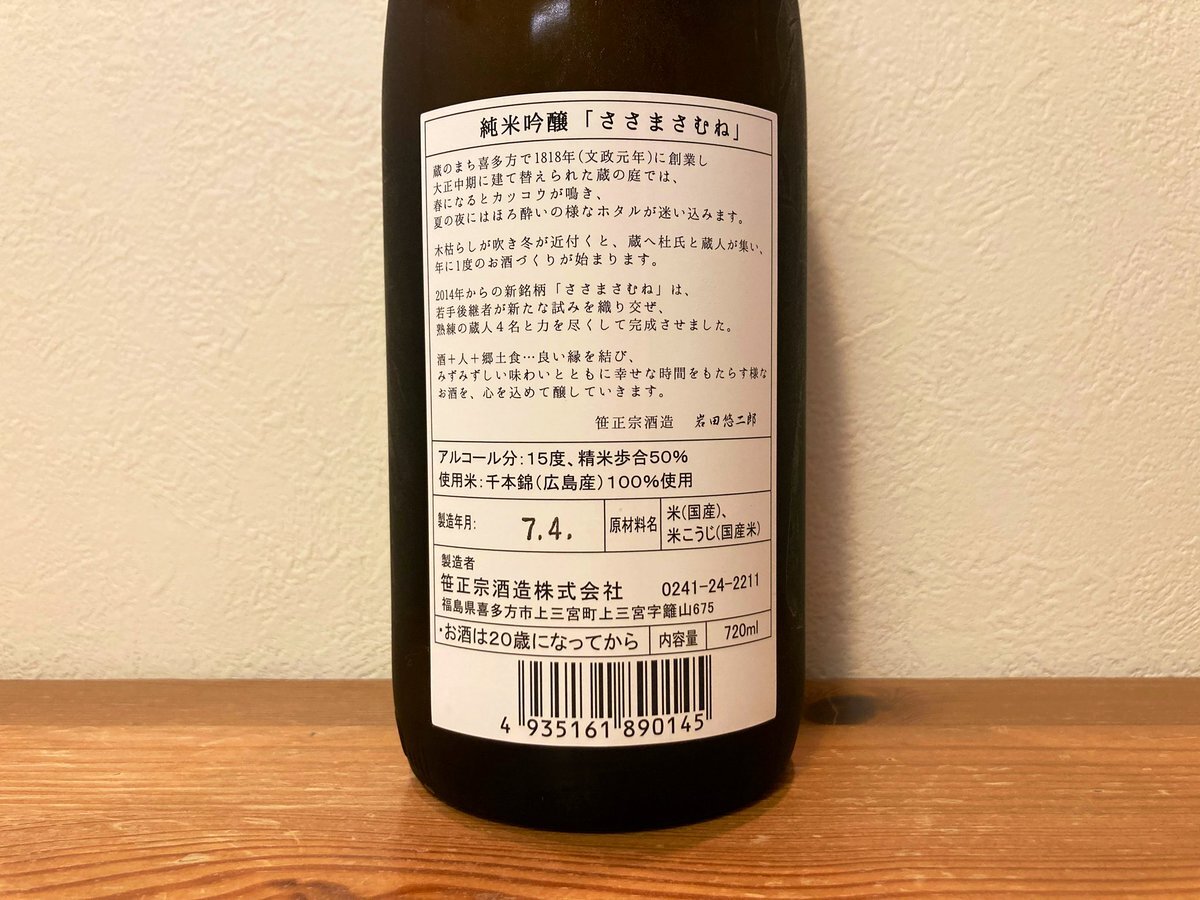 純米吟醸「ささまさむね」
蔵のまち喜多方で1818年(文政元年)に創業し
大正中期に建て替えられた蔵の庭では、
春になるとカッコウが鳴き、
夏の夜にはほろ酔いの様なホタルが迷い込みます。
木枯らしが吹き冬が近付くと、蔵へ杜氏と蔵人が集い、
年に1度のお酒づくりが始まります。
2014年からの新銘柄「ささまさむね」は、
若手後継者が新たな試みを織り交ぜ、
熟練の蔵人4名と力を尽くして完成させました。
酒+人+郷土食…良い縁を結び、
みずみずしい味わいとともに幸せな時間をもたらす様な
お酒を、心を込めて醸していきます。
笹正宗酒造 岩田悠二郎
アルコール分:15度、精米歩合50%
使用米:千本錦(広島産)100%使用
製造年月: 7.4.
原材料名 米(国産)、
米こうじ(国産米)
製造者
笹正宗酒造株式会社 0241-24-2211
福島県喜多方市上三宮町上三宮字籬山675
・お酒は20歳になってから 内容量 720ml
4 935161 890145